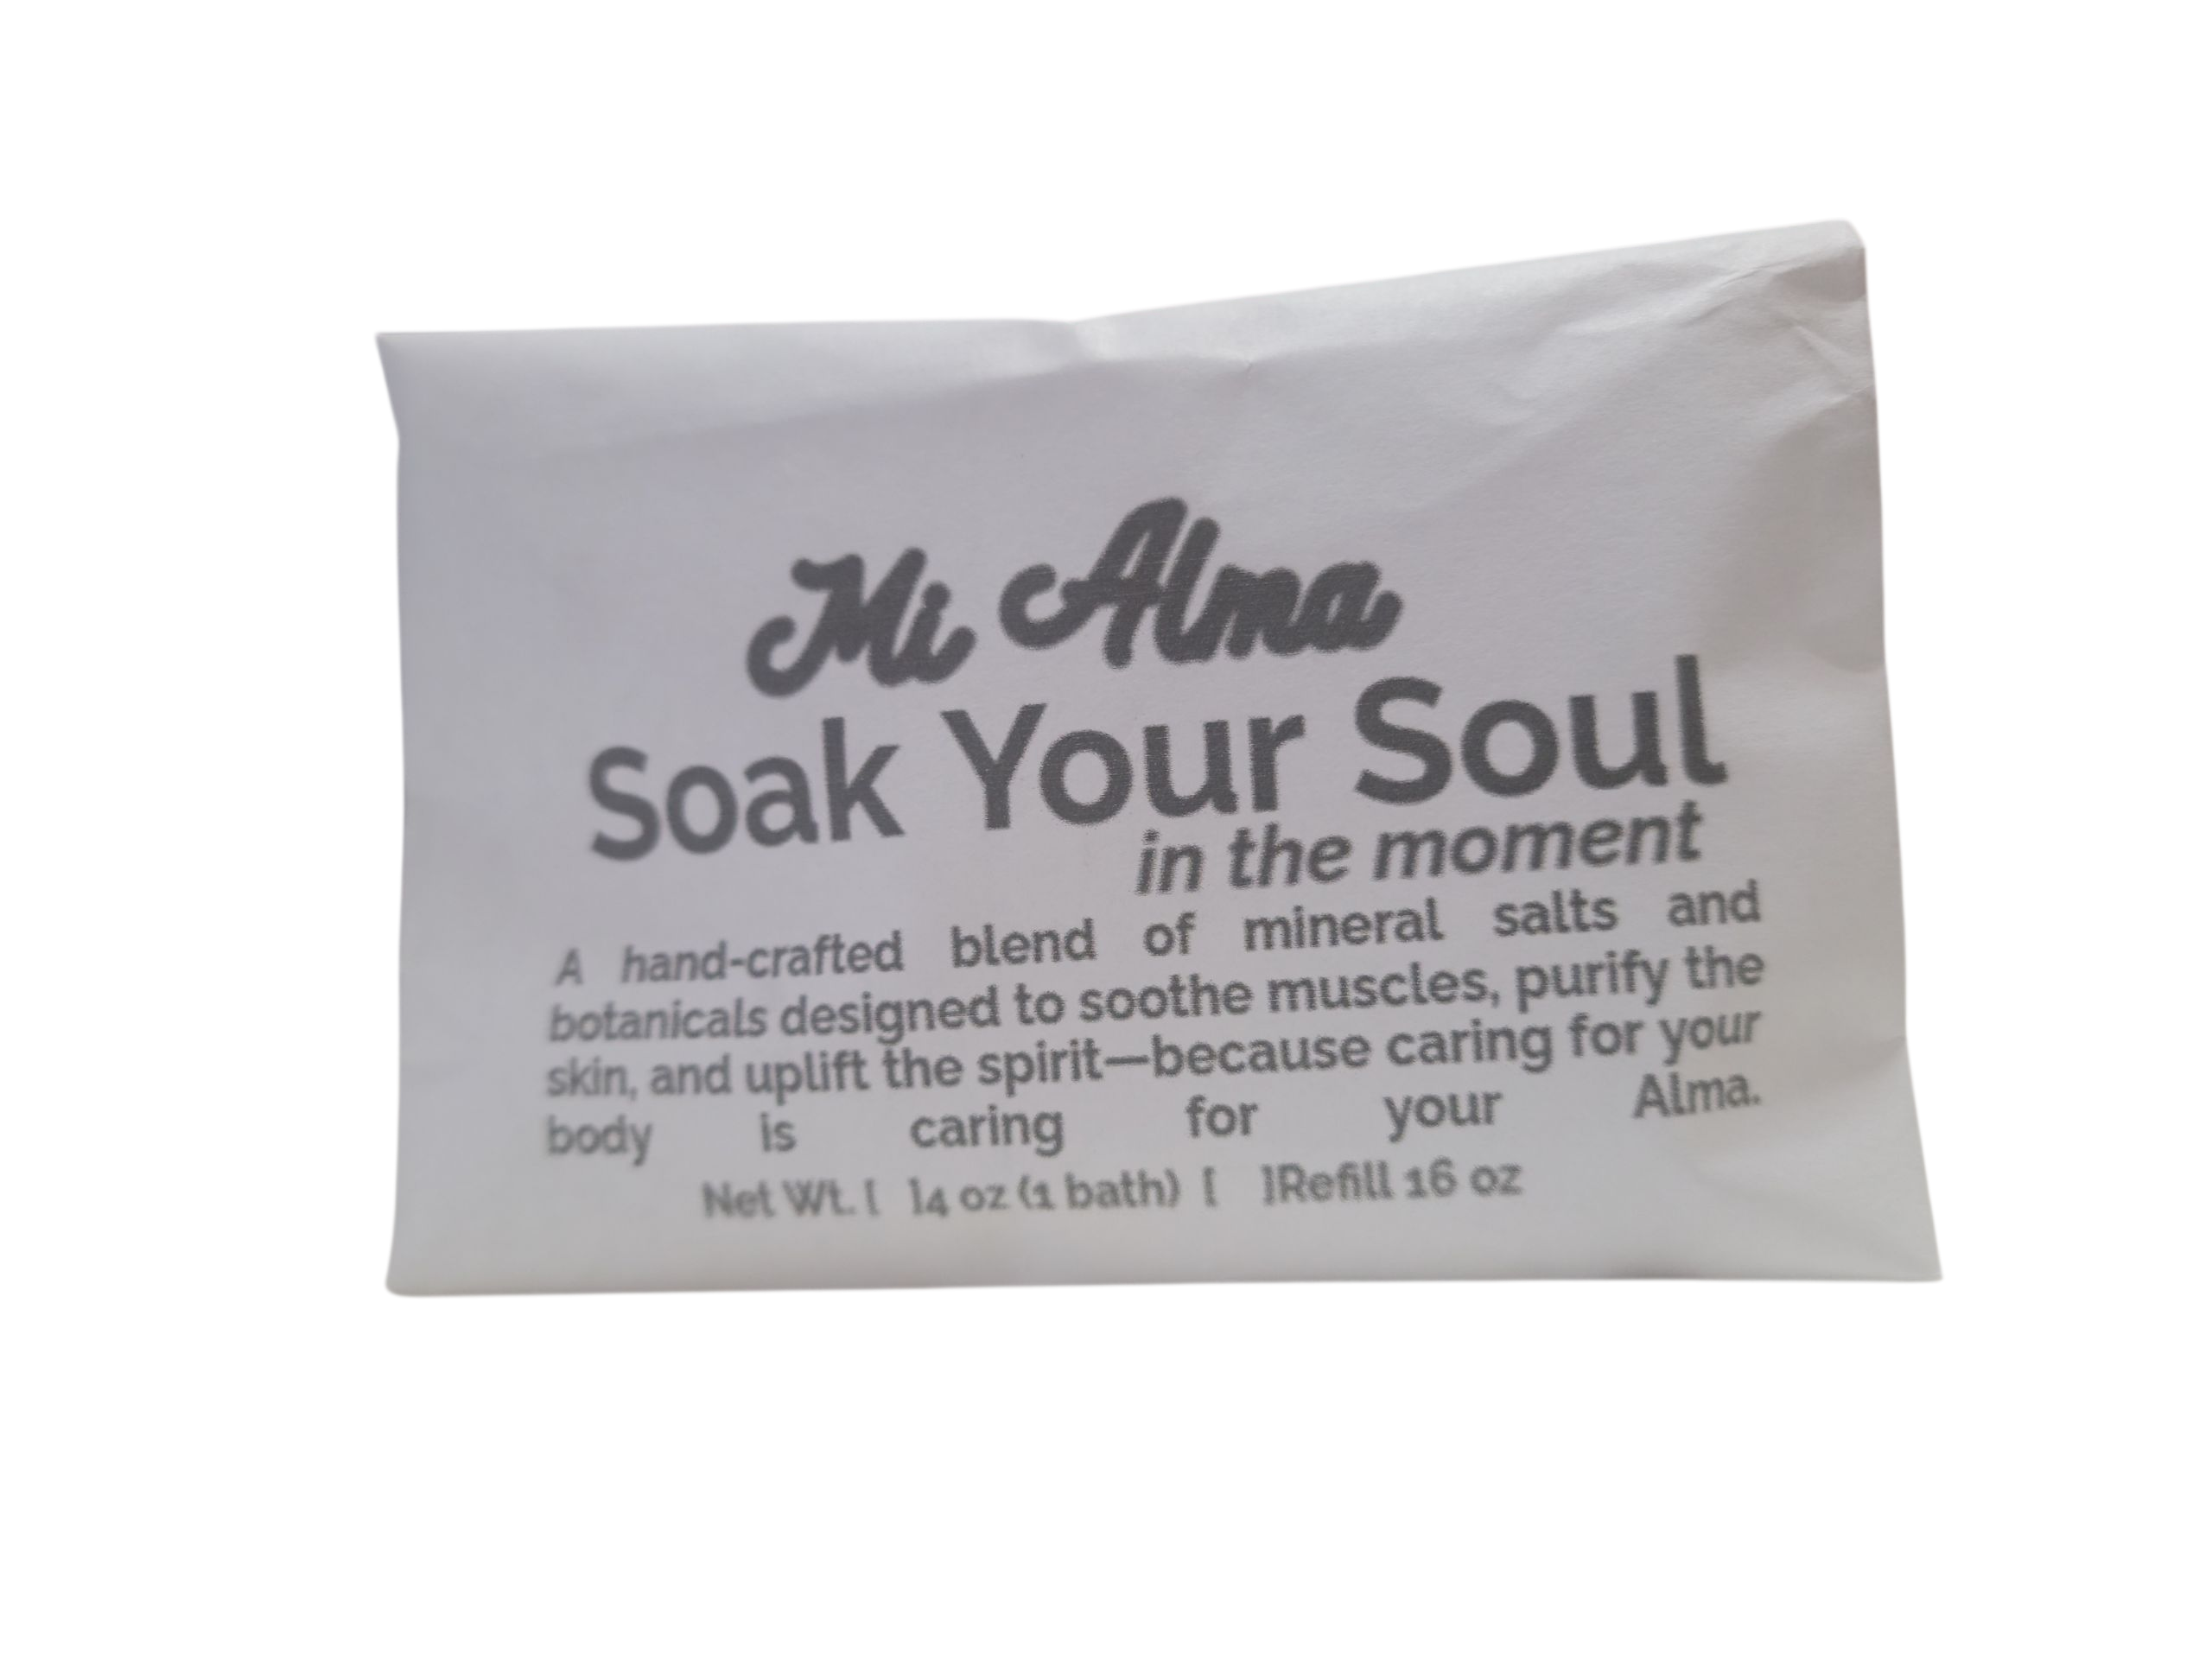 Mi Alma
Soak Your Soul
in the moment
A hand-crafted blend of mineral salts and
botanicals designed to soothe muscles, purify the
skin, and uplift the spirit—because caring for your
body is caring for your Alma.
Net Wt. [ ]4 oz (1 bath) [ ]Refill 16 oz